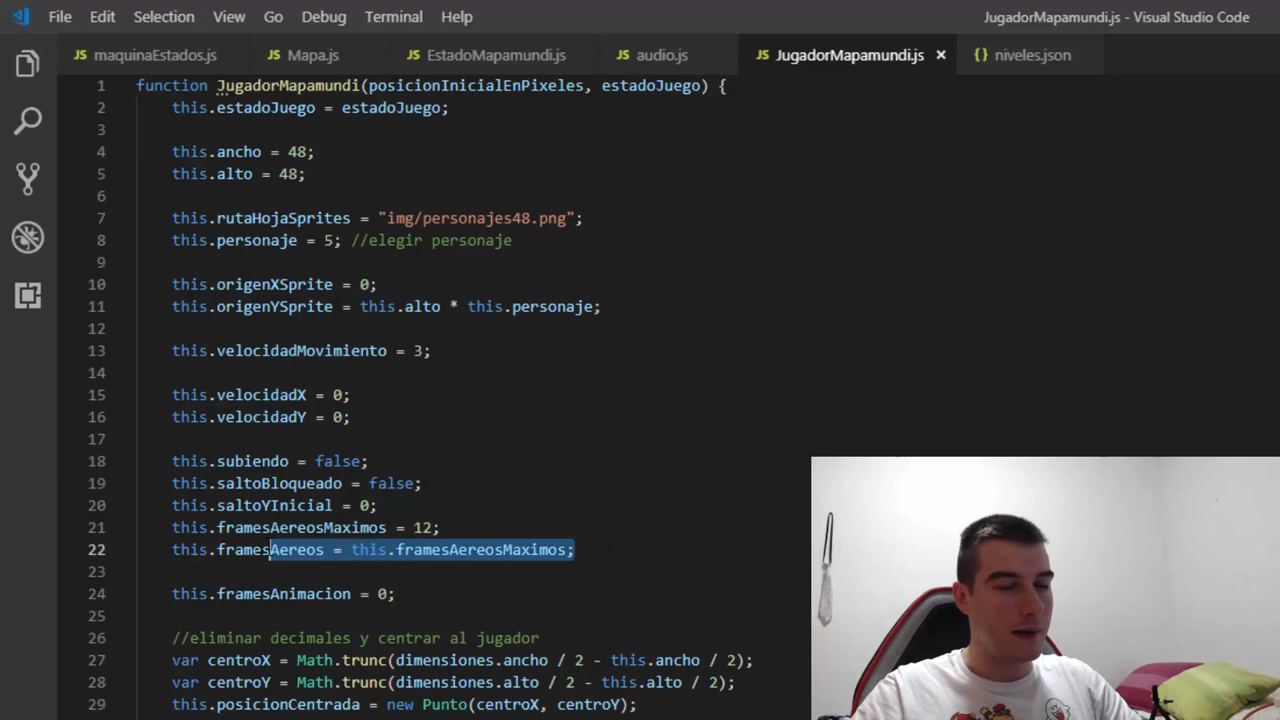 File Edit Selection View Go Debug Terminal Help JugadorMapamundi.js - Visual Studio Code
JS maquinaEstados.js JS Mapa.js JS EstadoMapamundi.js JS audio.js JS JugadorMapamundi.js × {} niveles.json
1 function JugadorMapamundi(posicionInicialEnPixeles, estadoJuego) {
2 this.estadoJuego = estadoJuego;
3
4 this.ancho = 48;
5 this.alto = 48;
6
7 this.rutaHojaSprites = "img/personajes48.png";
8 this.personaje = 5; //elegir personaje
9
10 this.origenXSprite = 0;
11 this.origenYSprite = this.alto * this.personaje;
12
13 this.velocidadMovimiento = 3;
14
15 this.velocidadX = 0;
16 this.velocidadY = 0;
17
18 this.subiendo = false;
19 this.saltoBloqueado = false;
20 this.saltoYInicial = 0;
21 this.framesAereosMaximos = 12;
22 this.framesAereos = this.framesAereosMaximos;
23
24 this.framesAnimacion = 0;
25
26 //eliminar decimales y centrar al jugador
27 var centroX = Math.trunc(dimensiones.ancho / 2 - this.ancho / 2);
28 var centroY = Math.trunc(dimensiones.alto / 2 - this.alto / 2);
29 this.posicionCentrada = new Punto(centroX, centroY);